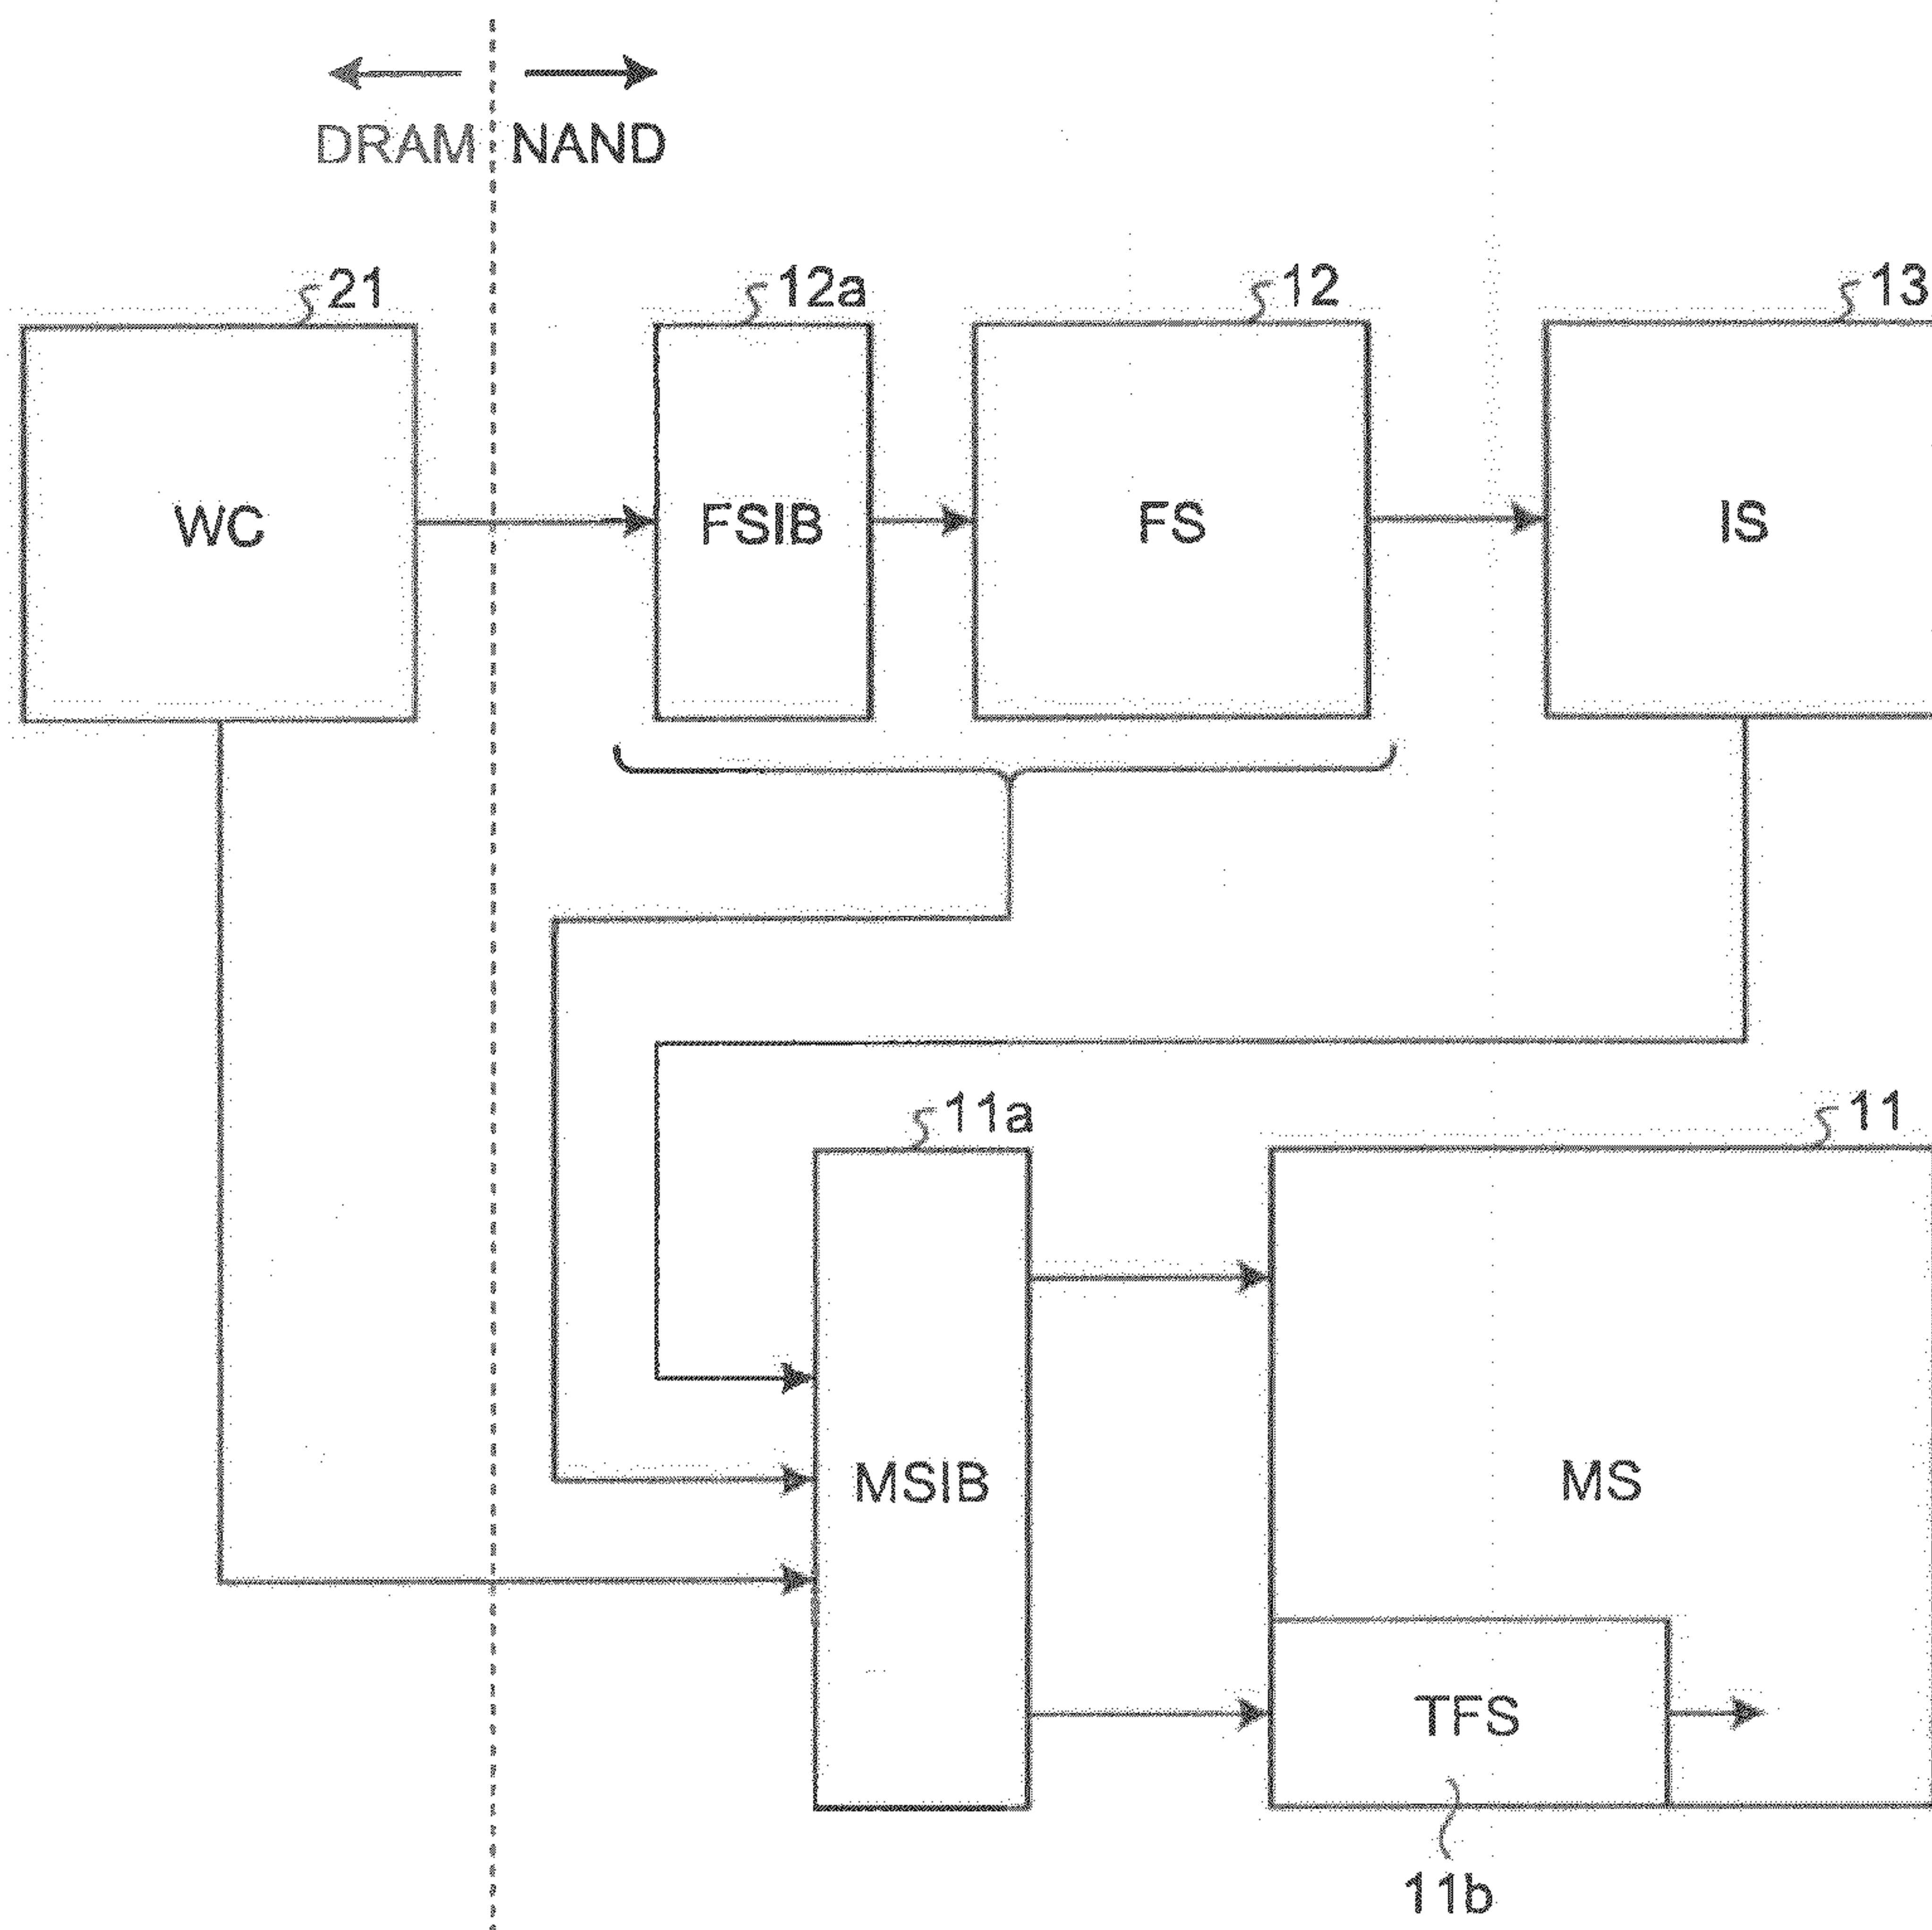 DRAM NAND
21 12a 12 13
WC FSIB FS IS
11a 11
MSIB MS
TFS
11b